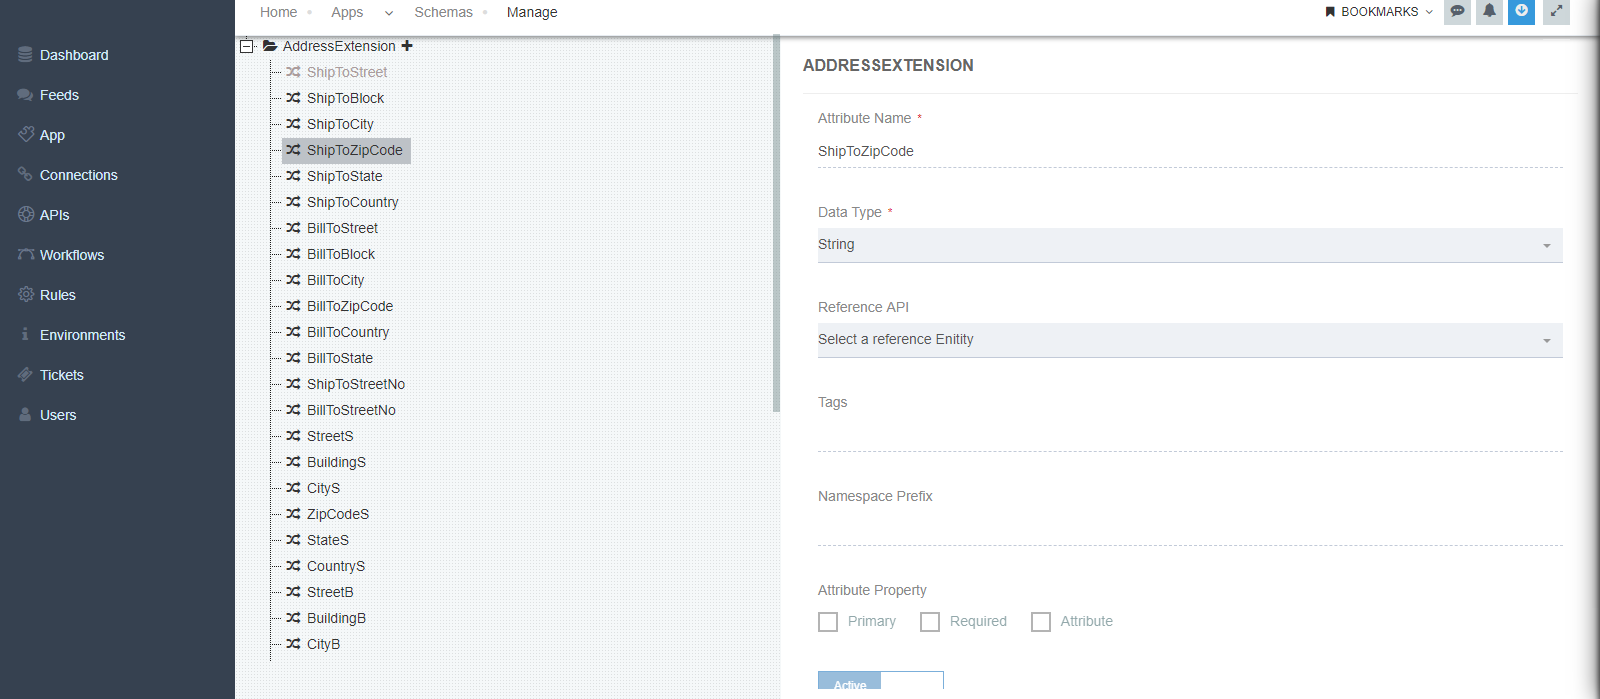 Home Apps Schemas Manage
BOOKMARKS
Dashboard
Feeds
App
Connections
APIs
Workflows
Rules
Environments
Tickets
Users
AddressExtension
ShipToStreet
ShipToBlock
ShipToCity
ShipToZipCode
ShipToState
ShipToCountry
BillToStreet
BillToBlock
BillToCity
BillToZipCode
BillToCountry
BillToState
ShipToStreetNo
BillToStreetNo
StreetS
BuildingS
CityS
ZipCodeS
StateS
CountryS
StreetB
BuildingB
CityB
ADDRESSEXTENSION
Attribute Name *
ShipToZipCode
Data Type *
String
Reference API
Select a reference Enitity
Tags
Namespace Prefix
Attribute Property
Primary Required Attribute
Active